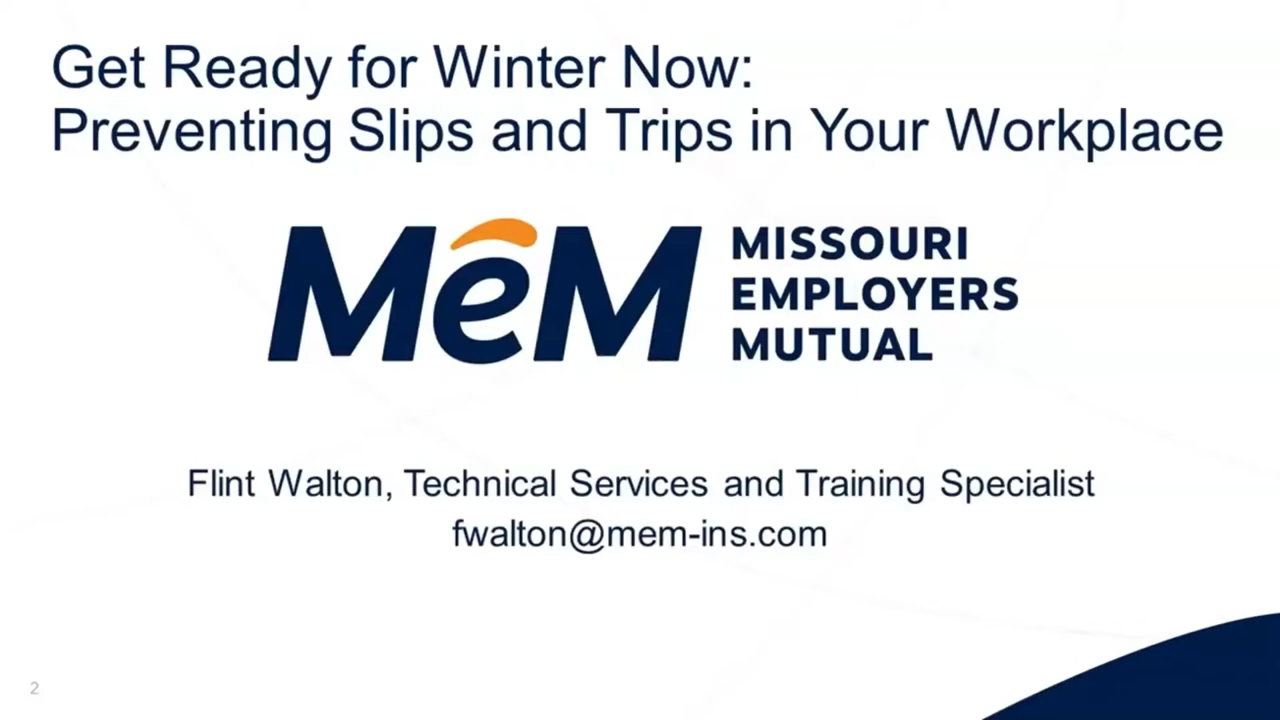 Get Ready for Winter Now:
Preventing Slips and Trips in Your Workplace
MeM
MISSOURI
EMPLOYERS
MUTUAL
Flint Walton, Technical Services and Training Specialist
fwalton@mem-ins.com
2